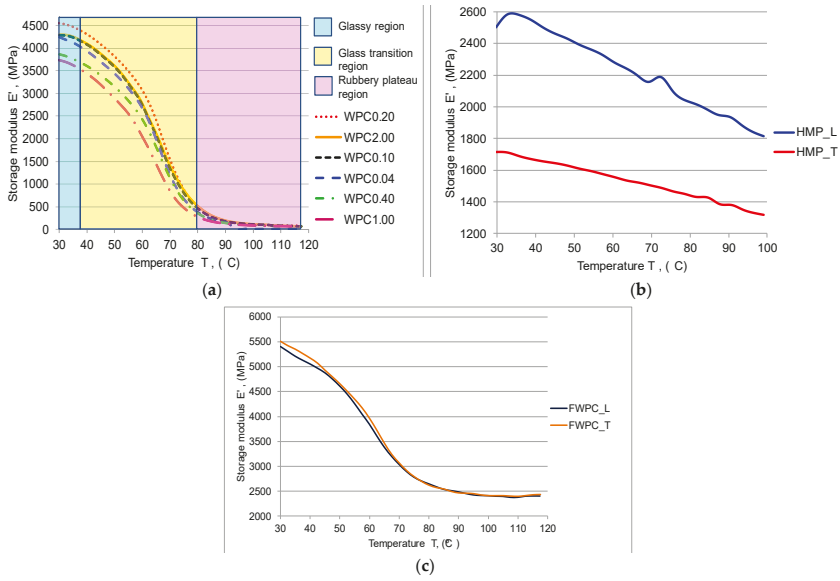 Storage modulus E', (MPa)
4500
4000
3500
3000
2500
2000
1500
1000
500
0
30 40 50 60 70 80 90 100 110 120
Temperature T , ( C)
Glassy region
Glass transition
region
Rubbery plateau
region
WPC0.20
WPC2.00
WPC0.10
WPC0.04
WPC0.40
WPC1.00
(a)
Storage modulus E' , (MPa)
2600
2400
2200
2000
1800
1600
1400
1200
30 40 50 60 70 80 90 100
Temperature T , ( C)
HMP_L
HMP_T
(b)
Storage modulus E' , (MPa)
6000
5500
5000
4500
4000
3500
3000
2500
2000
30 40 50 60 70 80 90 100 110 120
Temperature T, (°C )
FWPC_L
FWPC_T
(c)